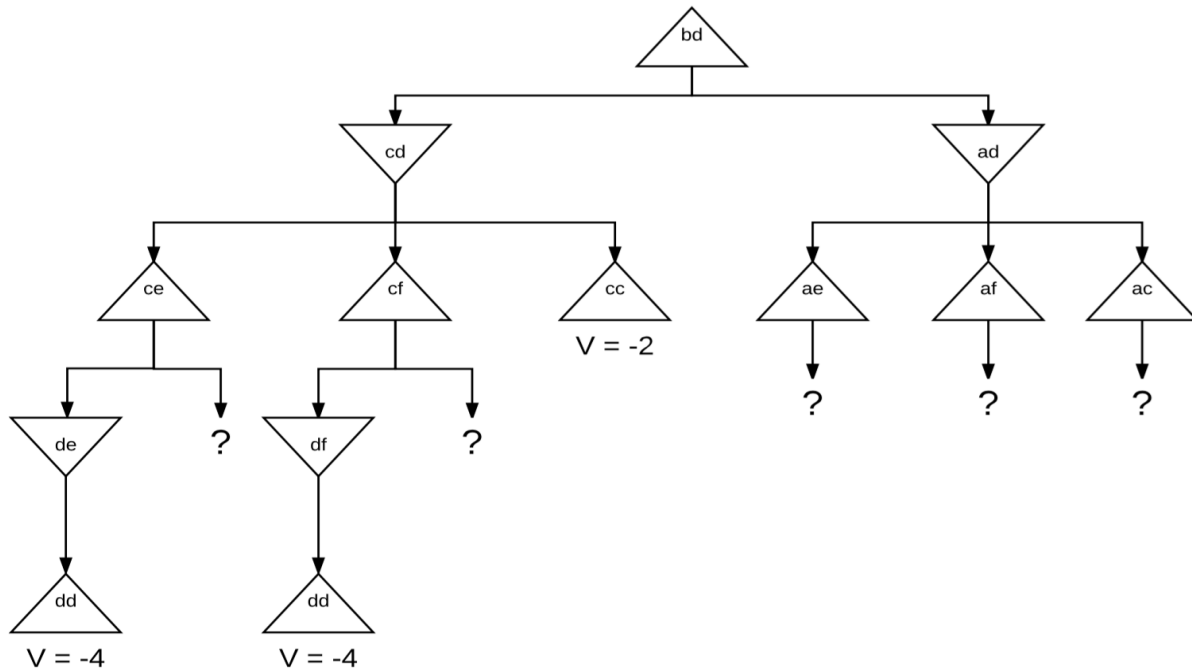 bd
cd
ad
ce
cf
cc
ae
af
ac
V = -2
?
?
?
de
?
df
?
dd
dd
V = -4
V = -4